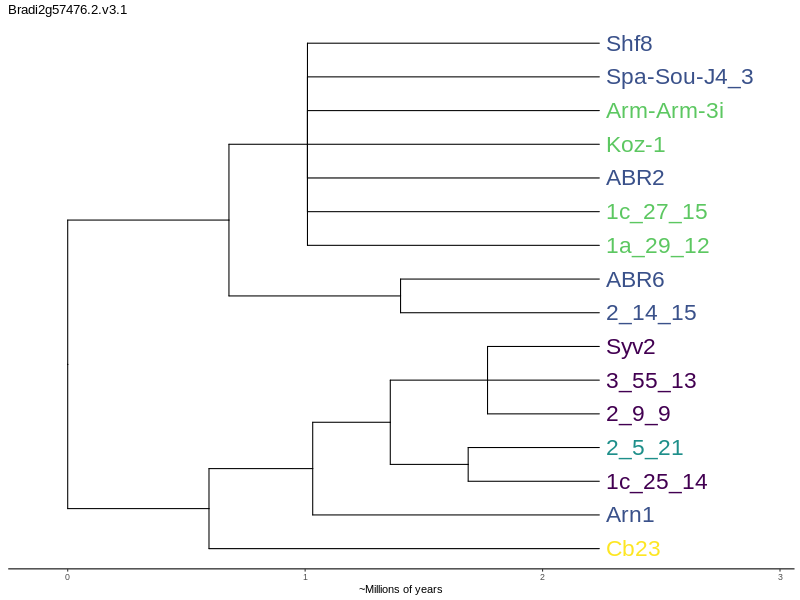 Bradi2g57476.2.v3.1
Shf8
Spa-Sou-J4_3
Arm-Arm-3i
Koz-1
ABR2
1c_27_15
1a_29_12
ABR6
2_14_15
Syv2
3_55_13
2_9_9
2_5_21
1c_25_14
Arn1
Cb23
0 1 2 3
~Millions of years